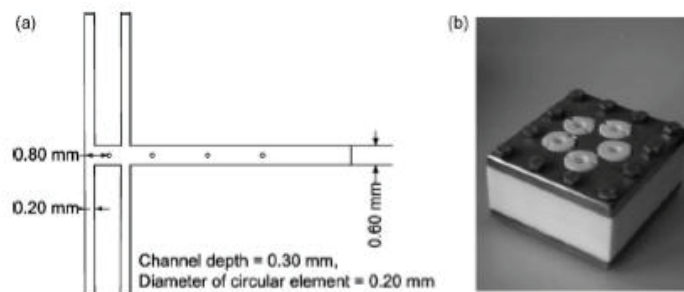 (a)
(b)
0.80 mm
0.20 mm
0.60 mm
Channel depth = 0.30 mm,
Diameter of circular element = 0.20 mm